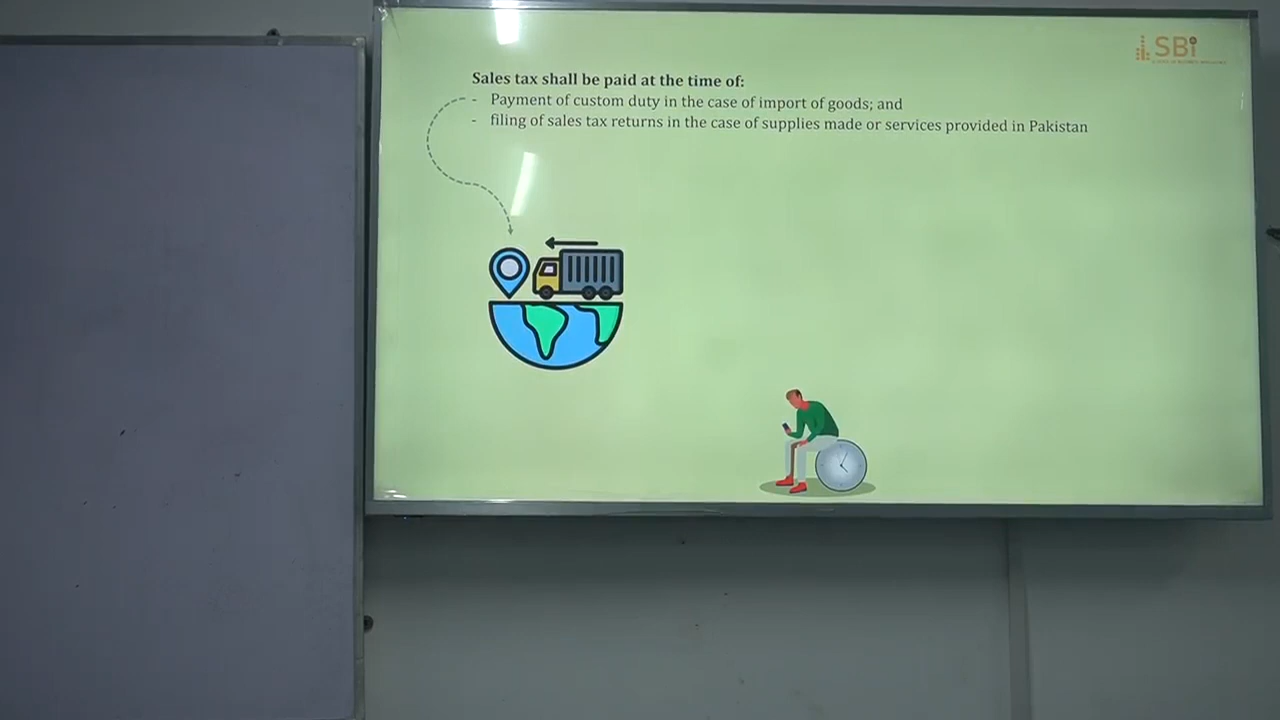 SBi
Sales tax shall be paid at the time of:
- Payment of custom duty in the case of import of goods; and
- filing of sales tax returns in the case of supplies made or services provided in Pakistan